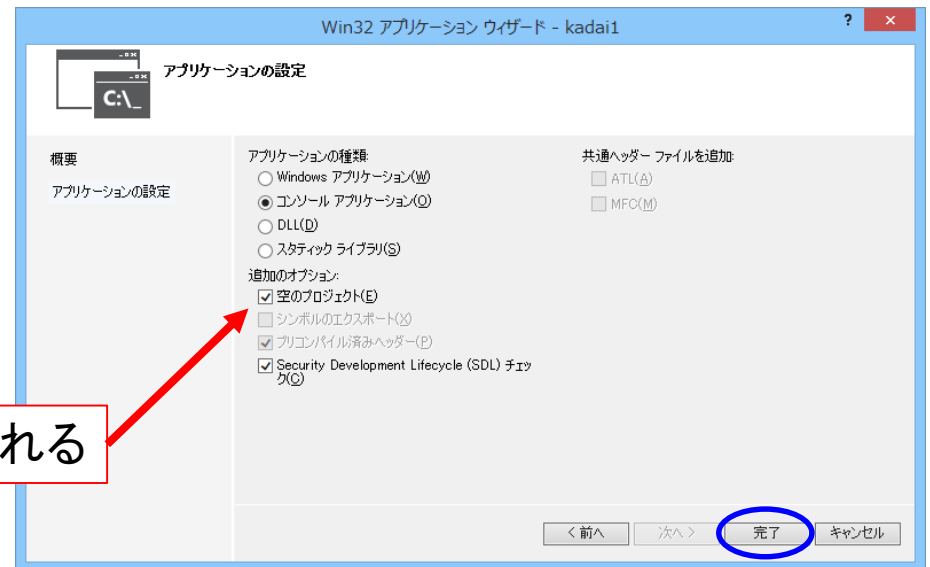 Win32 アプリケーション ウィザード - kadai1
? ×
C:\_
アプリケーションの設定
概要
アプリケーションの設定
アプリケーションの種類:
Windows アプリケーション(W)
コンソール アプリケーション(O)
DLL(D)
スタティック ライブラリ(S)
追加のオプション:
空のプロジェクト(E)
シンボルのエクスポート(X)
プリコンパイル済みヘッダー(P)
Security Development Lifecycle (SDL) チェッ
ク(C)
共通ヘッダー ファイルを追加:
ATL(A)
MFC(M)
れる
< 前へ
次へ >
完了
キャンセル